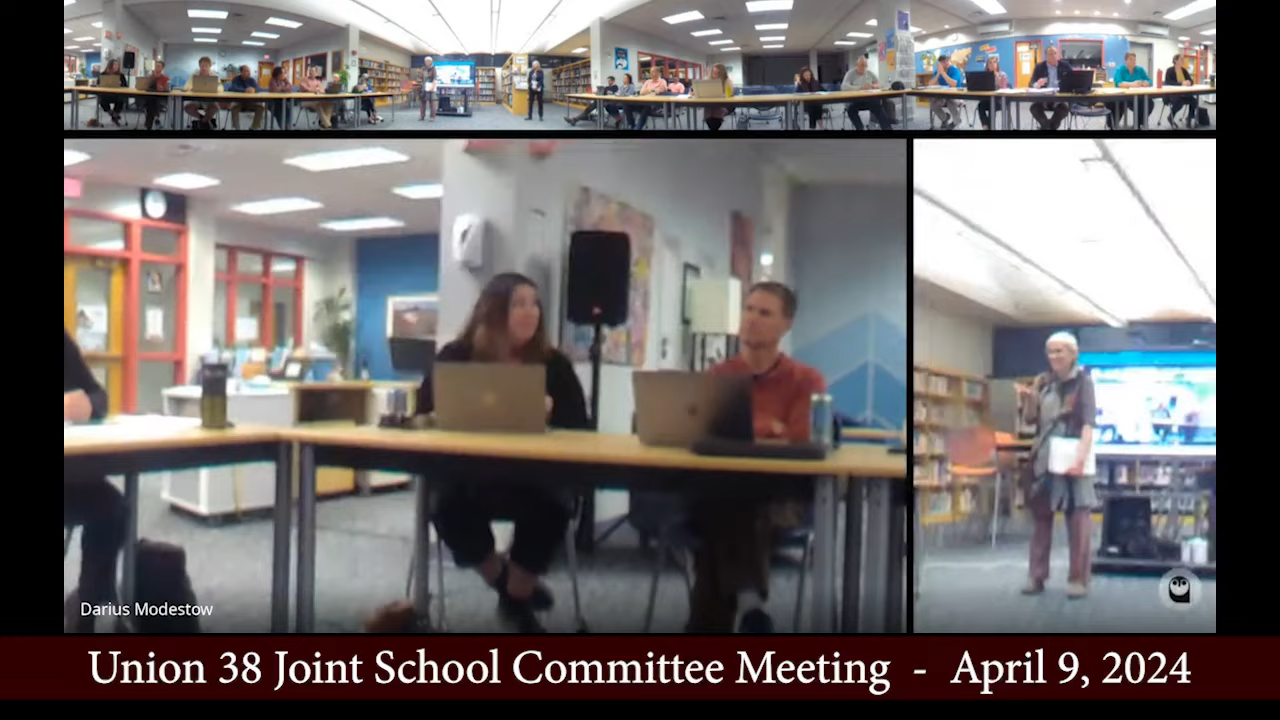 Darius Modestow
Union 38 Joint School Committee Meeting - April 9, 2024